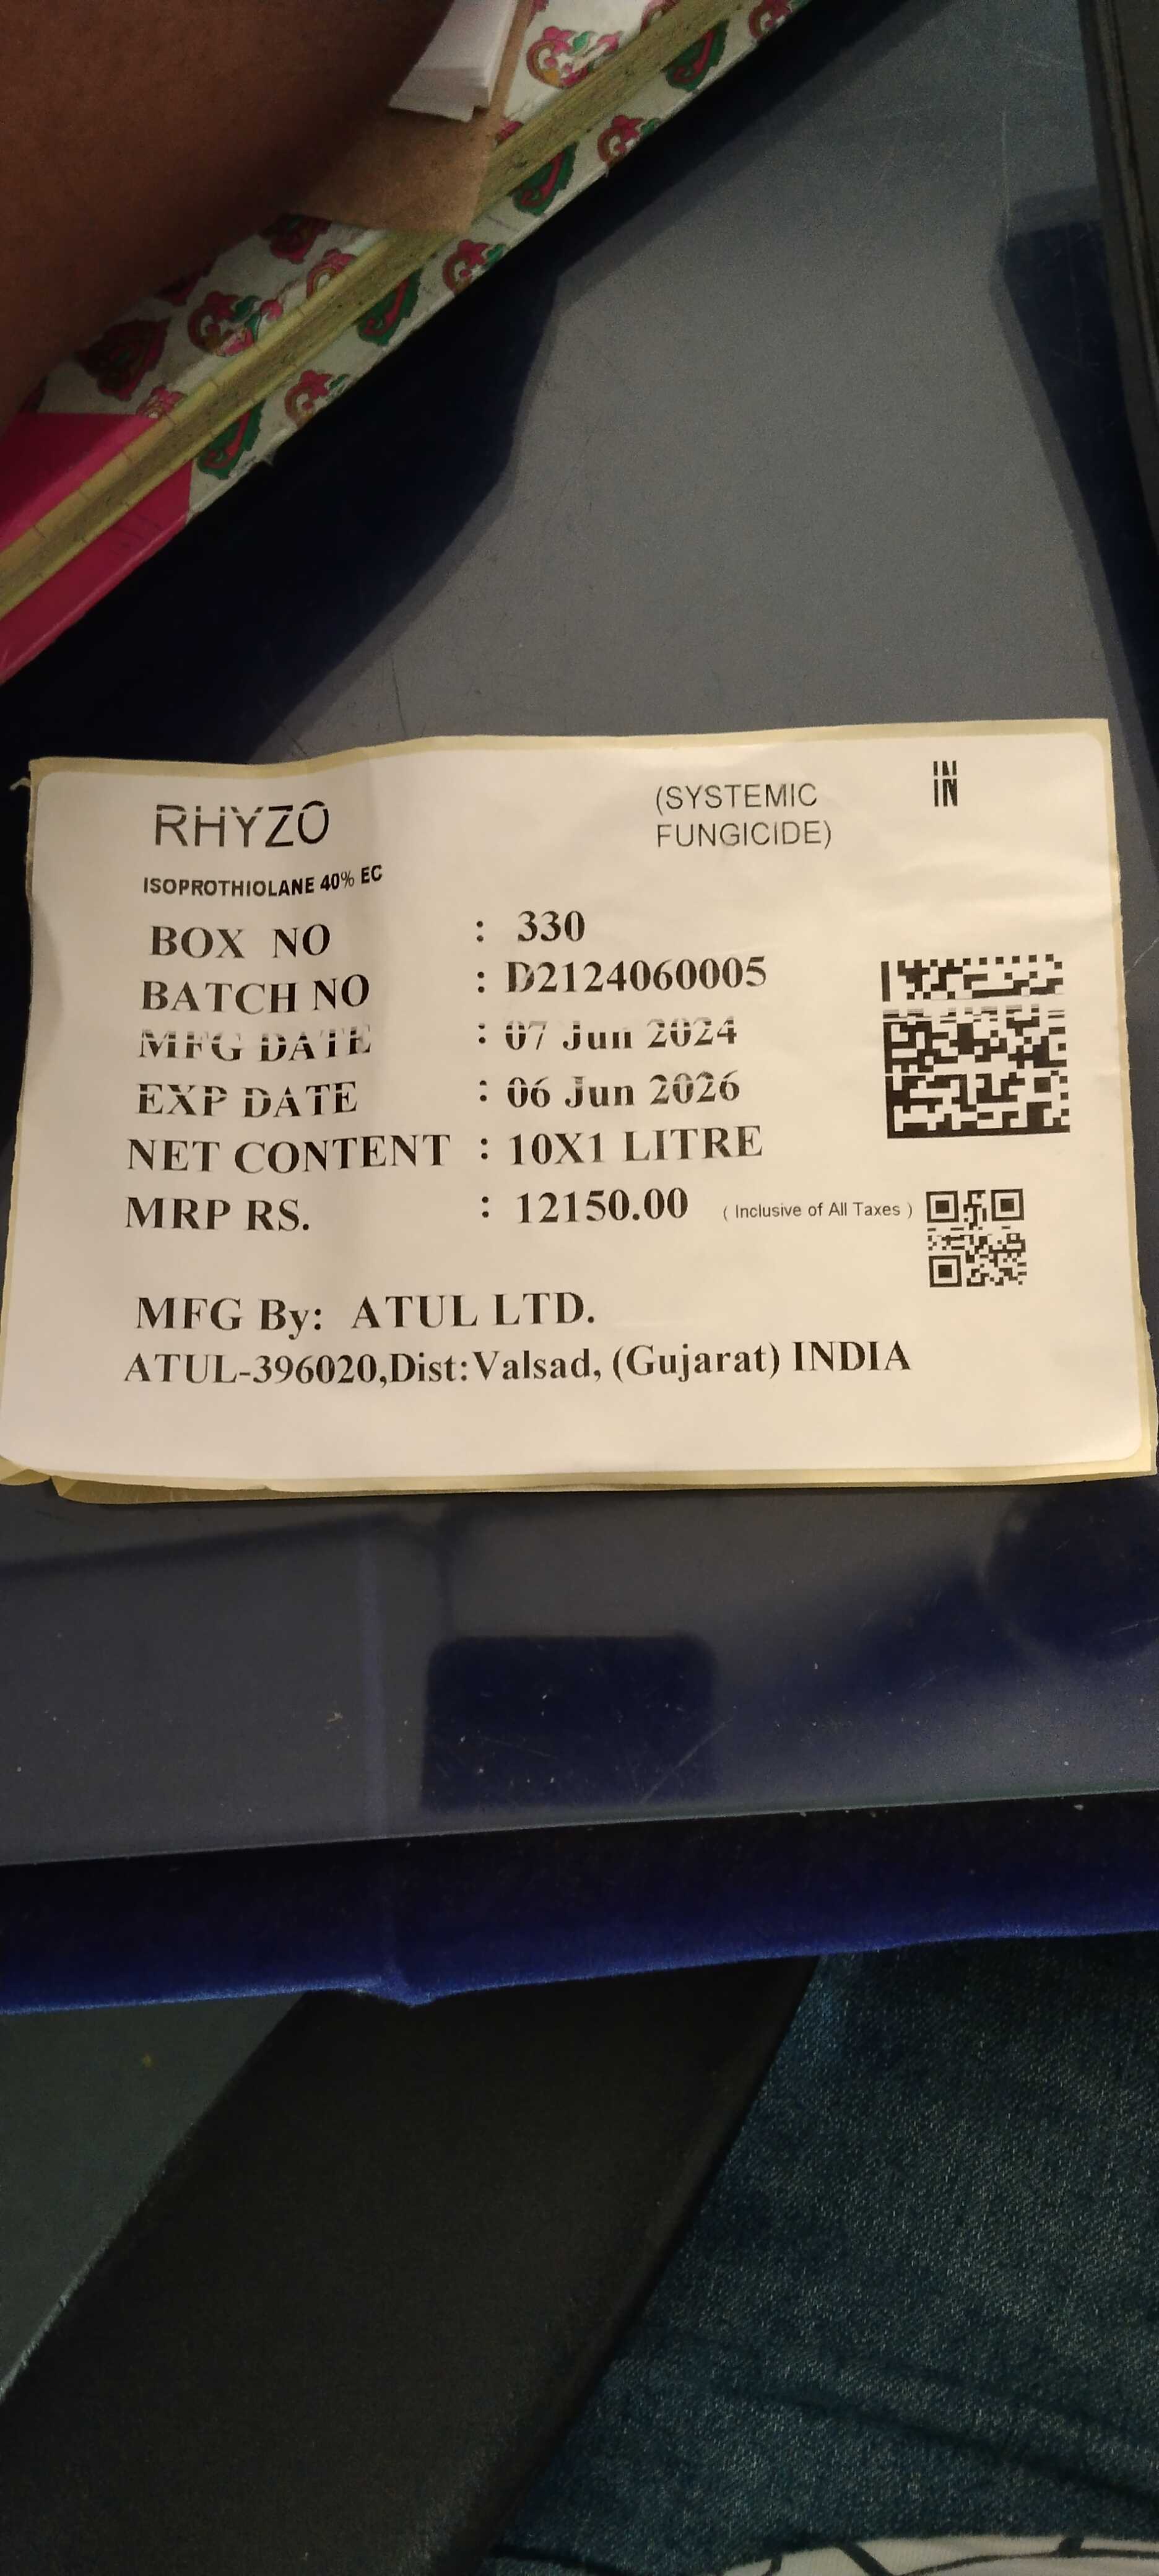 RHYZO
(SYSTEMIC
FUNGICIDE)
IN
ISOPROTHIOLANE 40% EC
BOX NO : 330
BATCH NO : D2124060005
MFG DATE : 07 Jun 2024
EXP DATE : 06 Jun 2026
NET CONTENT : 10X1 LITRE
MRP RS. : 12150.00 ( Inclusive of All Taxes )
MFG By: ATUL LTD.
ATUL-396020,Dist:Valsad, (Gujarat) INDIA